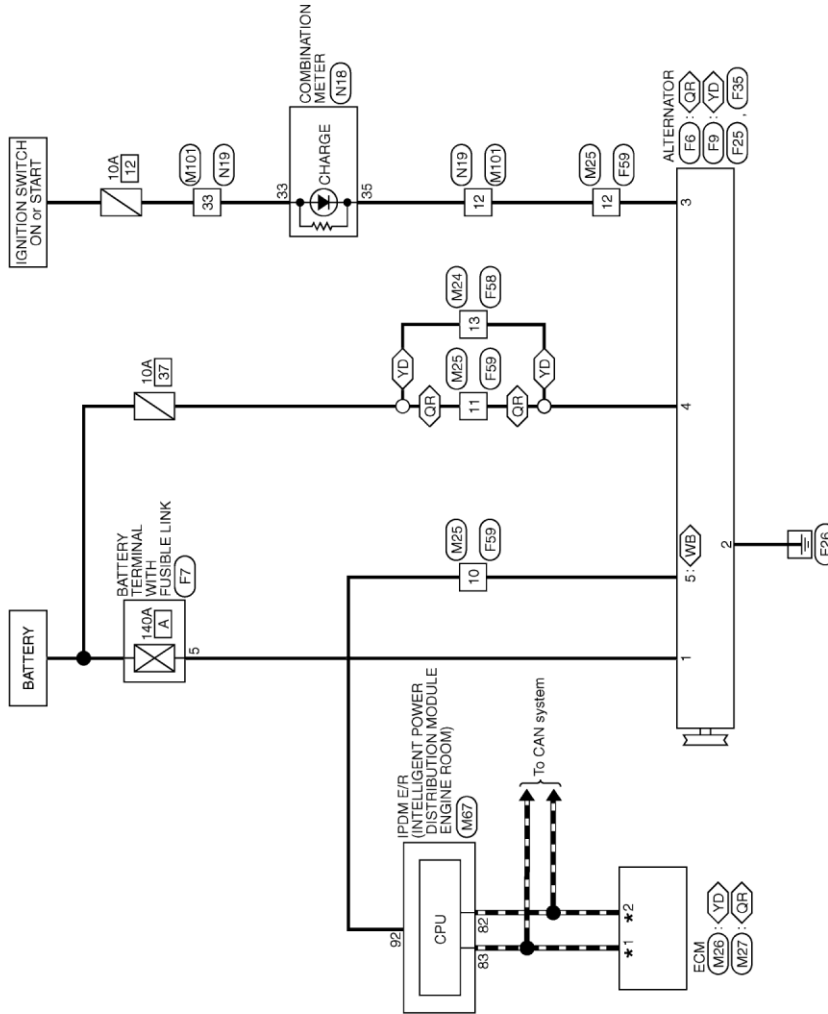 IGNITION SWITCH
ON or START
10A
12
M101
33
N19
33
COMBINATION
METER
N18
CHARGE
35
N19
12
M101
M25
12
F59
3
BATTERY
10A
37
BATTERY
TERMINAL
WITH
FUSIBLE LINK
F7
140A
A
5
YD
M24
13
F58
YD
QR
M25
11
F59
QR
4
M25
10
F59
5 : WB
1
2
F26
ALTERNATOR
F6 : QR
F9 : YD
F25 , F35
IPDM E/R
(INTELLIGENT POWER
DISTRIBUTION MODULE
ENGINE ROOM)
M67
92
CPU
83
82
To CAN system
*1
*2
ECM
M26 : YD
M27 : QR